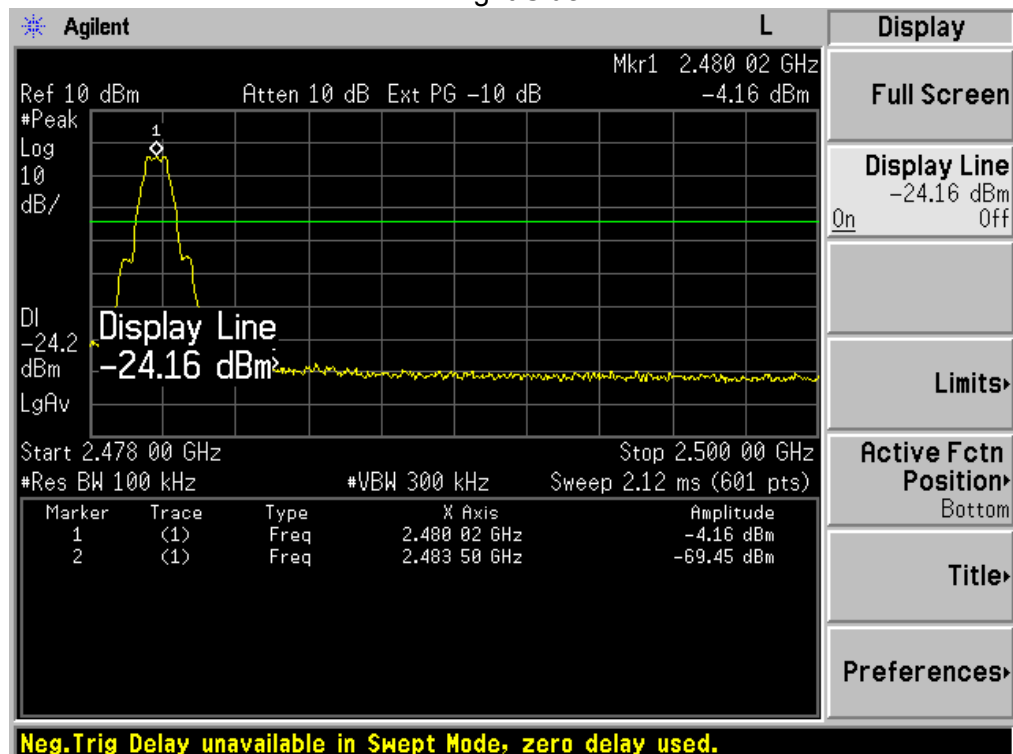 Agilent L Display
Mkr1 2.480 02 GHz
Ref 10 dBm Atten 10 dB Ext PG −10 dB −4.16 dBm
#Peak
Log
10
dB/
1
DI
−24.2
dBm
LgAv
Display Line
−24.16 dBm
Start 2.478 00 GHz Stop 2.500 00 GHz
#Res BW 100 kHz #VBW 300 kHz Sweep 2.12 ms (601 pts)
Marker Trace Type X Axis Amplitude
1 (1) Freq 2.480 02 GHz −4.16 dBm
2 (1) Freq 2.483 50 GHz −69.45 dBm
Full Screen
Display Line
−24.16 dBm
On Off
Limits
Active Fctn
Position
Bottom
Title
Preferences
Neg.Trig Delay unavailable in Swept Mode, zero delay used.